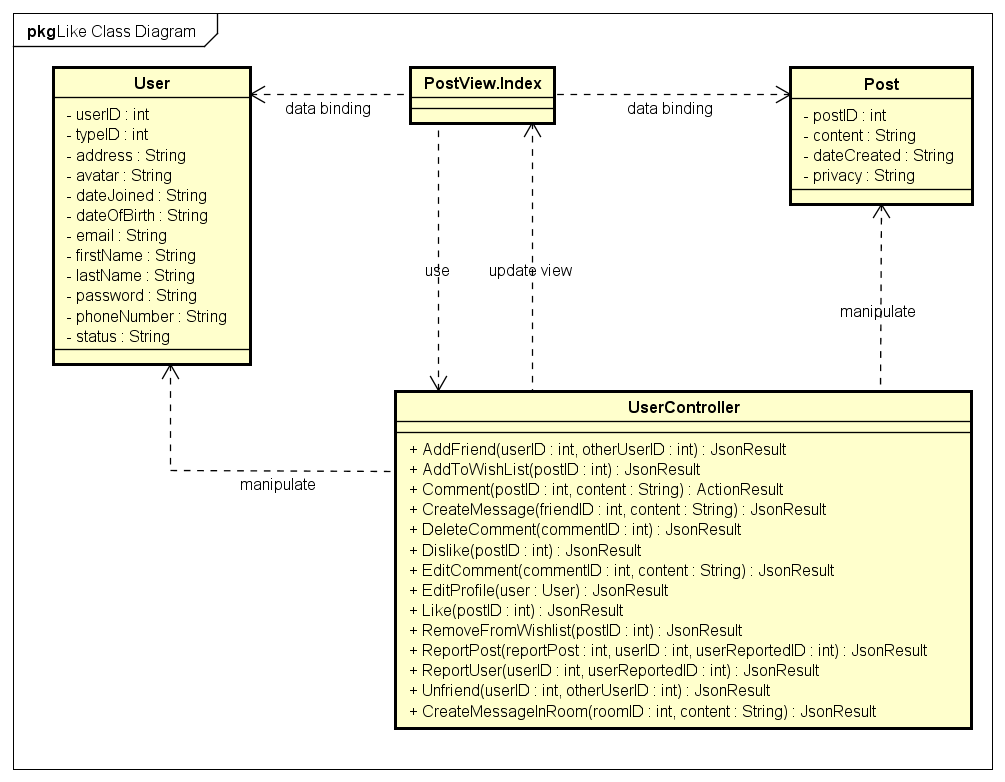 pkg Like Class Diagram
User
- userID : int
- typeID : int
- address : String
- avatar : String
- dateJoined : String
- dateOfBirth : String
- email : String
- firstName : String
- lastName : String
- password : String
- phoneNumber : String
- status : String
data binding
PostView.Index
data binding
Post
- postID : int
- content : String
- dateCreated : String
- privacy : String
use
update view
manipulate
manipulate
UserController
+ AddFriend(userID : int, otherUserID : int) : JsonResult
+ AddToWishList(postID : int) : JsonResult
+ Comment(postID : int, content : String) : ActionResult
+ CreateMessage(friendID : int, content : String) : JsonResult
+ DeleteComment(commentID : int) : JsonResult
+ Dislike(postID : int) : JsonResult
+ EditComment(commentID : int, content : String) : JsonResult
+ EditProfile(user : User) : JsonResult
+ Like(postID : int) : JsonResult
+ RemoveFromWishlist(postID : int) : JsonResult
+ ReportPost(reportPost : int, userID : int, userReportedID : int) : JsonResult
+ ReportUser(userID : int, userReportedID : int) : JsonResult
+ Unfriend(userID : int, otherUserID : int) : JsonResult
+ CreateMessageInRoom(roomID : int, content : String) : JsonResult